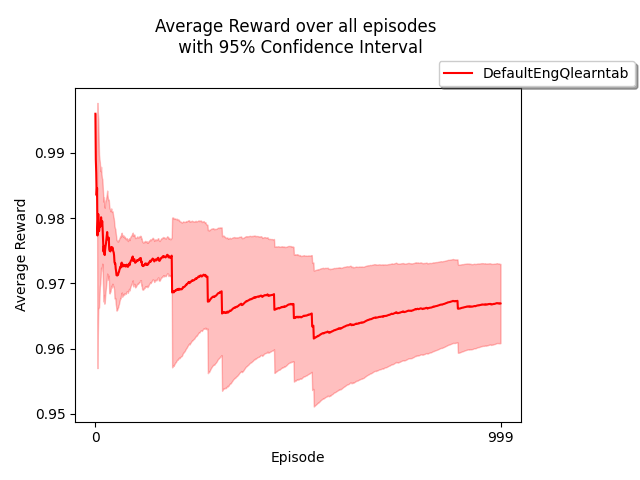 Average Reward over all episodes
with 95% Confidence Interval
DefaultEngQlearntab
0.99
0.98
0.97
0.96
0.95
Average Reward
0
999
Episode